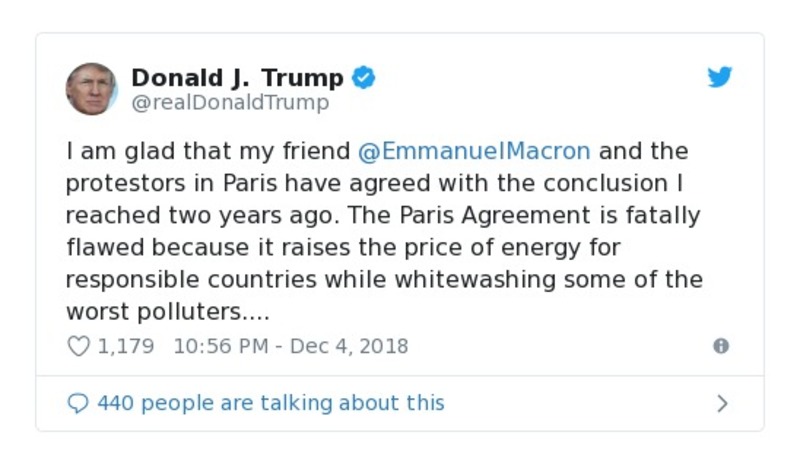 Donald J. Trump
@realDonaldTrump
I am glad that my friend @EmmanuelMacron and the
protestors in Paris have agreed with the conclusion I
reached two years ago. The Paris Agreement is fatally
flawed because it raises the price of energy for
responsible countries while whitewashing some of the
worst polluters....
1,179 10:56 PM - Dec 4, 2018
440 people are talking about this